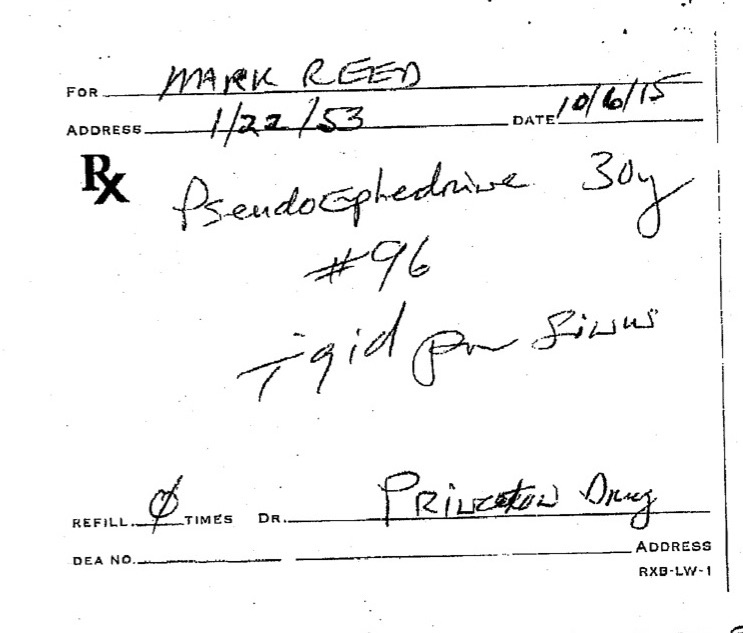 FOR MARK REED
ADDRESS 1/22/53 DATE 10/6/15
Rx Pseudoephedrine 30g
#96
i qid prn sinus
REFILL Ø TIMES DR. Princeton Drug
DEA NO. ADDRESS
RXB-LW-1